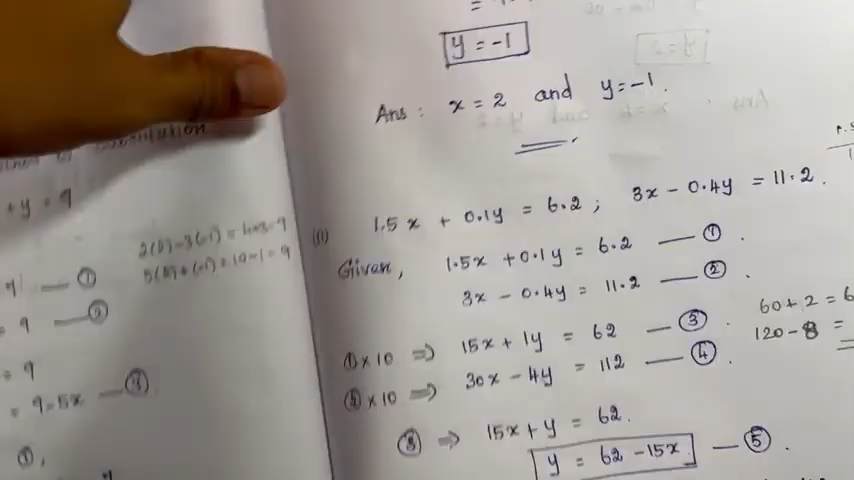 + y = 9
2(2)-3(-1) = 4+3=9
5(2)+(-1) = 10-1 = 9
9 — ①
= 9 — ②
= 9
= 9-5x — ③
①,
y = -1
Ans : x = 2 and y=-1.
(ii) 1.5x + 0.1y = 6.2 ; 3x - 0.4y = 11.2 .
Given, 1.5x + 0.1y = 6.2 — ① .
3x - 0.4y = 11.2 — ② .
①×10 ⇒ 15x + 1y = 62 — ③ . 60+2 = 6
②×10 ⇒ 30x - 4y = 112 — ④ . 120-8 =
③ ⇒ 15x+y = 62.
y = 62 -15x — ⑤ .